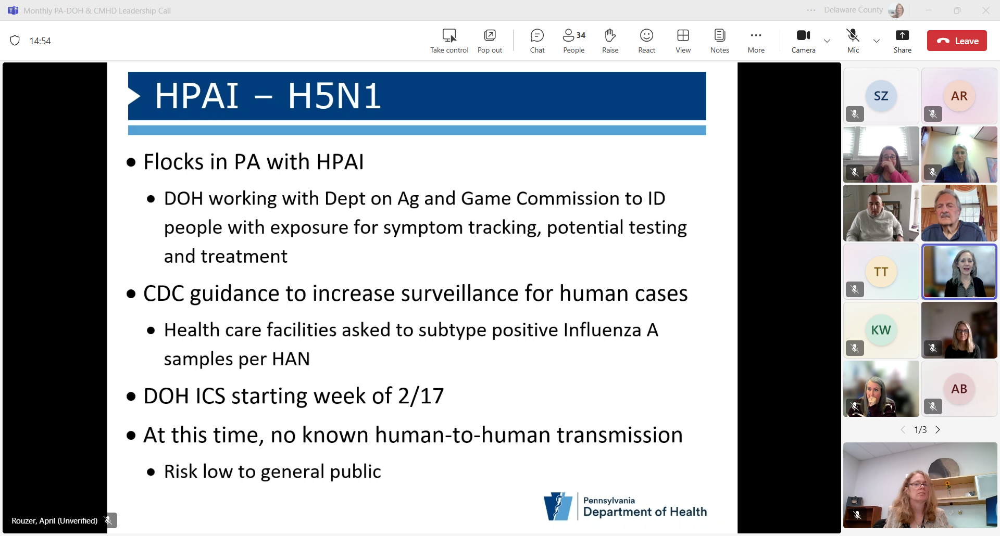 Monthly PA-DOH & CMHD Leadership Call
Delaware County
14:54
Take control
Pop out
Chat
34
People
Raise
React
View
Notes
More
Camera
Mic
Share
Leave
HPAI – H5N1
• Flocks in PA with HPAI
• DOH working with Dept on Ag and Game Commission to ID
people with exposure for symptom tracking, potential testing
and treatment
• CDC guidance to increase surveillance for human cases
• Health care facilities asked to subtype positive Influenza A
samples per HAN
• DOH ICS starting week of 2/17
• At this time, no known human-to-human transmission
• Risk low to general public
Pennsylvania
Department of Health
Rouzer, April (Unverified)
SZ
AR
TT
KW
AB
1/3